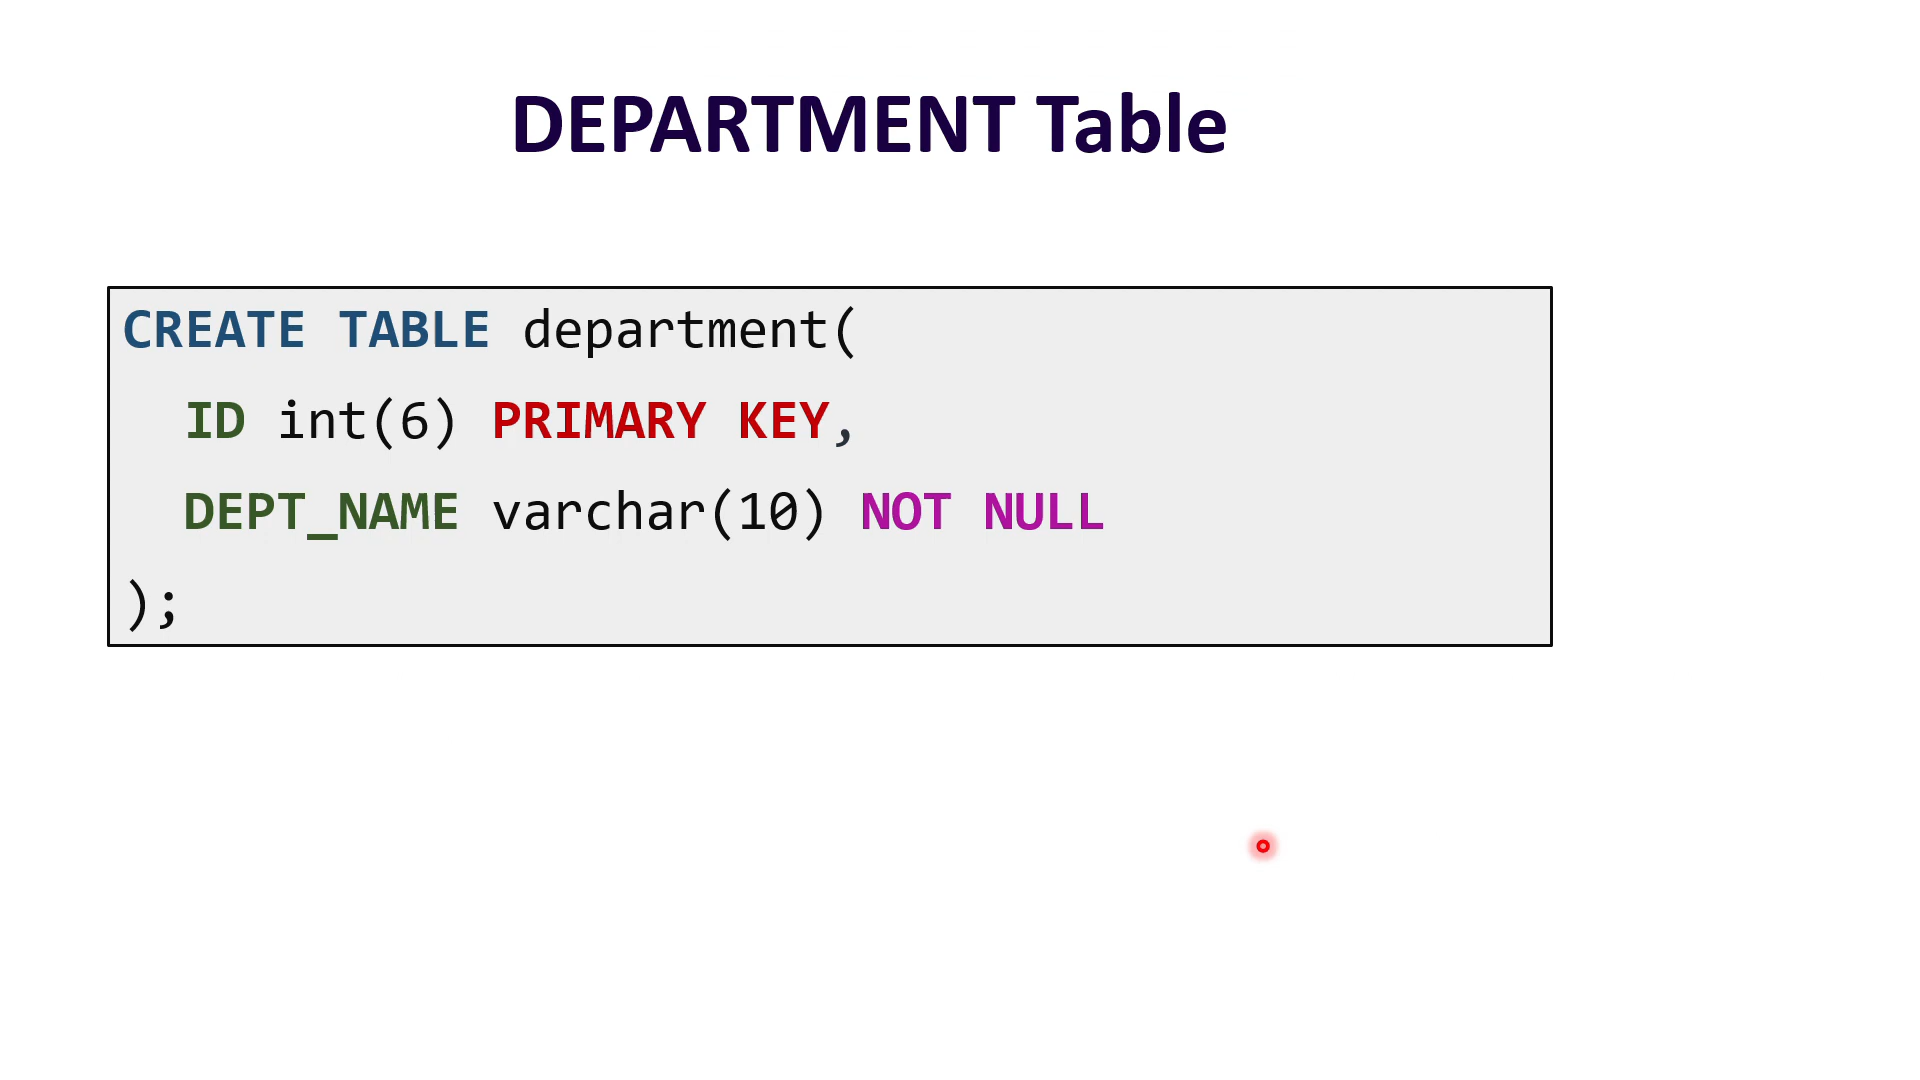 DEPARTMENT Table
CREATE TABLE department(
ID int(6) PRIMARY KEY,
DEPT_NAME varchar(10) NOT NULL
);